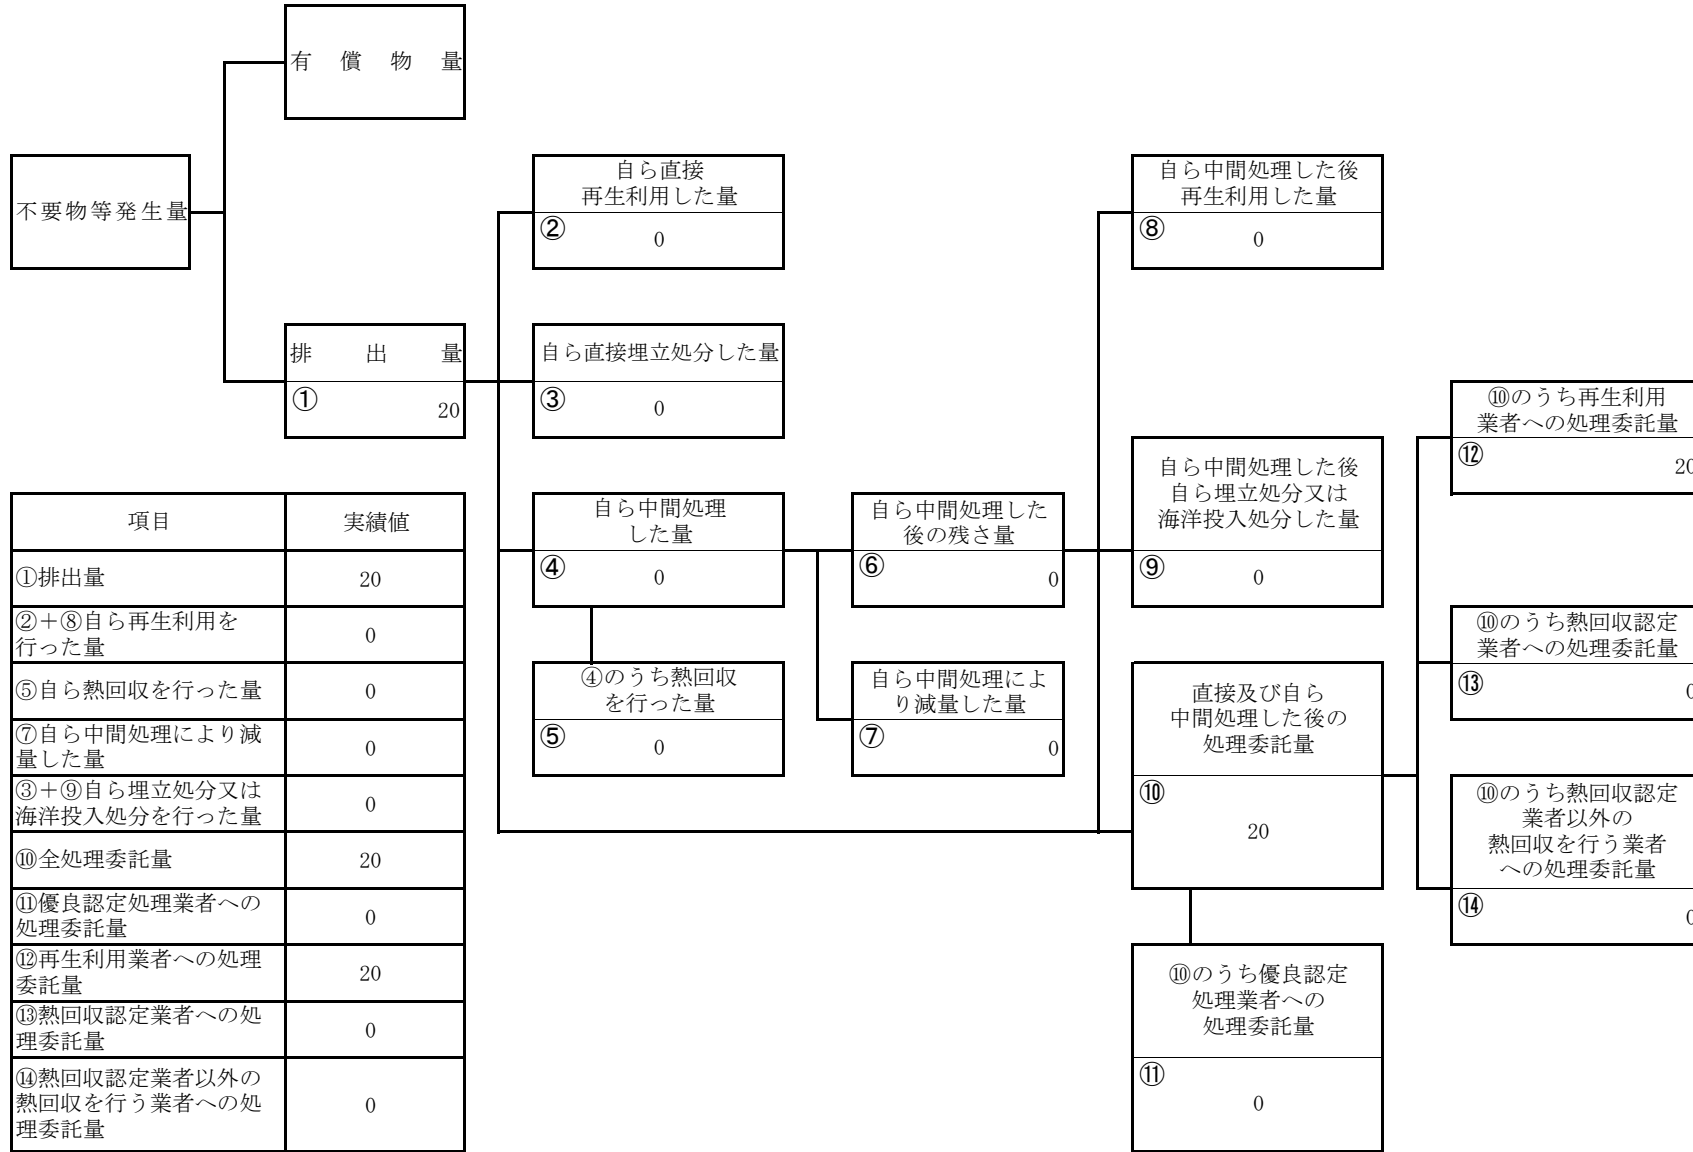 有償物量
不要物等発生量
自ら直接
再生利用した量
② 0
自ら中間処理した後
再生利用した量
⑧ 0
排出量
① 20
自ら直接埋立処分した量
③ 0
⑩のうち再生利用
業者への処理委託量
⑫ 20
自ら中間処理
した量
④ 0
自ら中間処理した
後の残さ量
⑥ 0
自ら中間処理した後
自ら埋立処分又は
海洋投入処分した量
⑨ 0
⑩のうち熱回収認定
業者への処理委託量
⑬ 0
④のうち熱回収
を行った量
⑤ 0
自ら中間処理によ
り減量した量
⑦ 0
直接及び自ら
中間処理した後の
処理委託量
⑩
20
⑩のうち熱回収認定
業者以外の
熱回収を行う業者
への処理委託量
⑭ 0
⑩のうち優良認定
処理業者への
処理委託量
⑪
0
項目 実績値
①排出量 20
②+⑧自ら再生利用を
行った量 0
⑤自ら熱回収を行った量 0
⑦自ら中間処理により減
量した量 0
③+⑨自ら埋立処分又は
海洋投入処分を行った量 0
⑩全処理委託量 20
⑪優良認定処理業者への
処理委託量 0
⑫再生利用業者への処理
委託量 20
⑬熱回収認定業者への処
理委託量 0
⑭熱回収認定業者以外の
熱回収を行う業者への処
理委託量 0